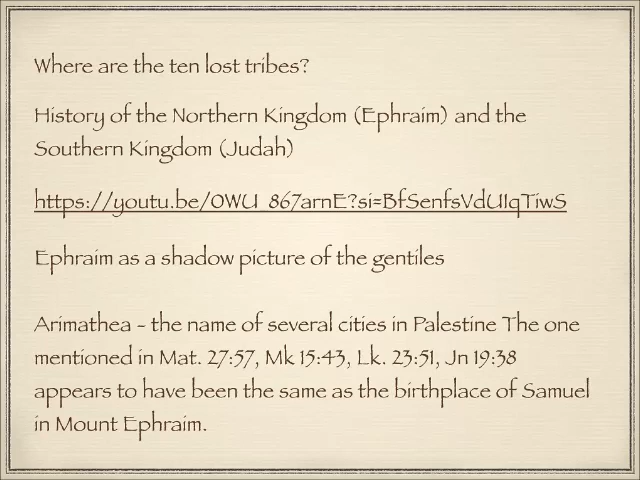 Where are the ten lost tribes?
History of the Northern Kingdom (Ephraim) and the
Southern Kingdom (Judah)
https://youtu.be/0WU_867arnE?si=BfSenfsVdU1qTiwS
Ephraim as a shadow picture of the gentiles
Arimathea - the name of several cities in Palestine The one
mentioned in Mat. 27:57, Mk 15:43, Lk. 23:51, Jn 19:38
appears to have been the same as the birthplace of Samuel
in Mount Ephraim.